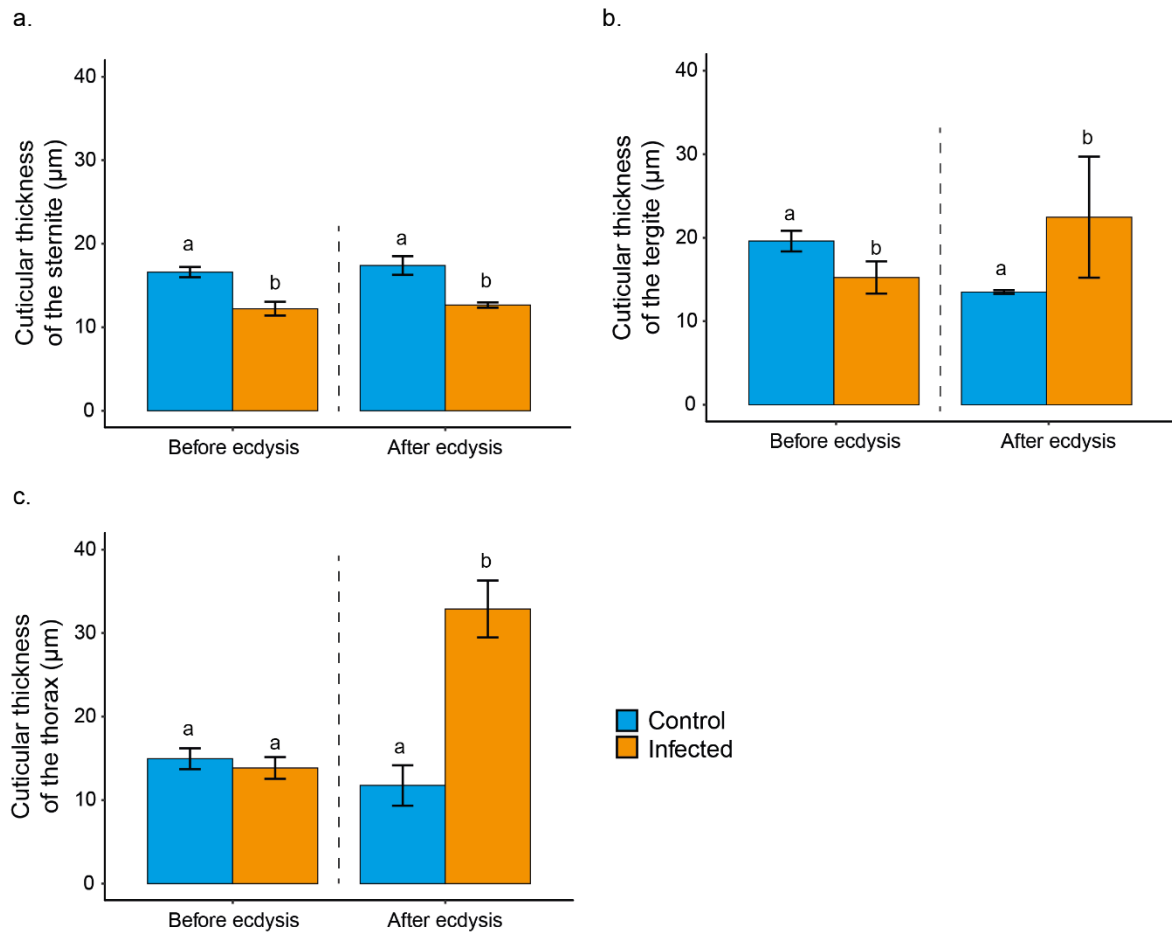 a.
Cuticular thickness
of the sternite (µm)
40
30
20
10
0
a
b
a
b
Before ecdysis
After ecdysis
b.
Cuticular thickness
of the tergite (µm)
40
30
20
10
0
a
b
a
b
Before ecdysis
After ecdysis
c.
Cuticular thickness
of the thorax (µm)
40
30
20
10
0
a
a
a
b
Before ecdysis
After ecdysis
Control
Infected